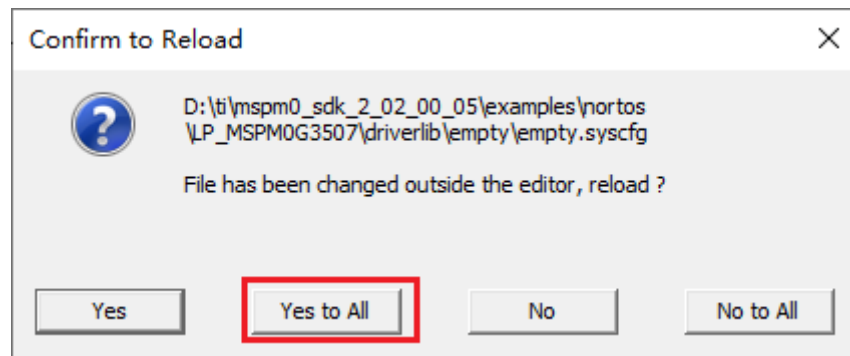 Confirm to Reload
D:\ti\mspm0_sdk_2_02_00_05\examples\nortos
\LP_MSPM0G3507\driverlib\empty\empty.syscfg
File has been changed outside the editor, reload ?
Yes
Yes to All
No
No to All